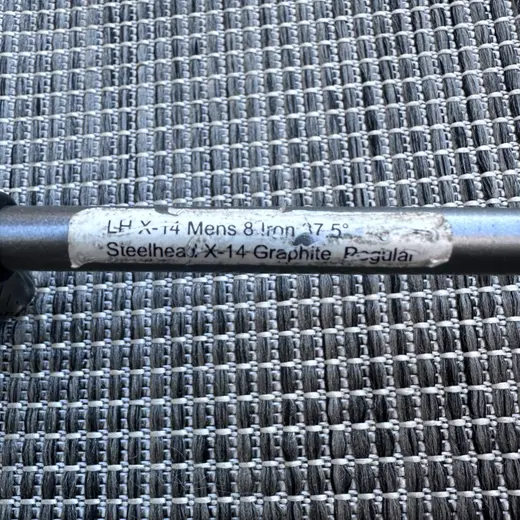 LH X-14 Mens 8 Iron 37.5°
Steelhead X-14 Graphite Regular